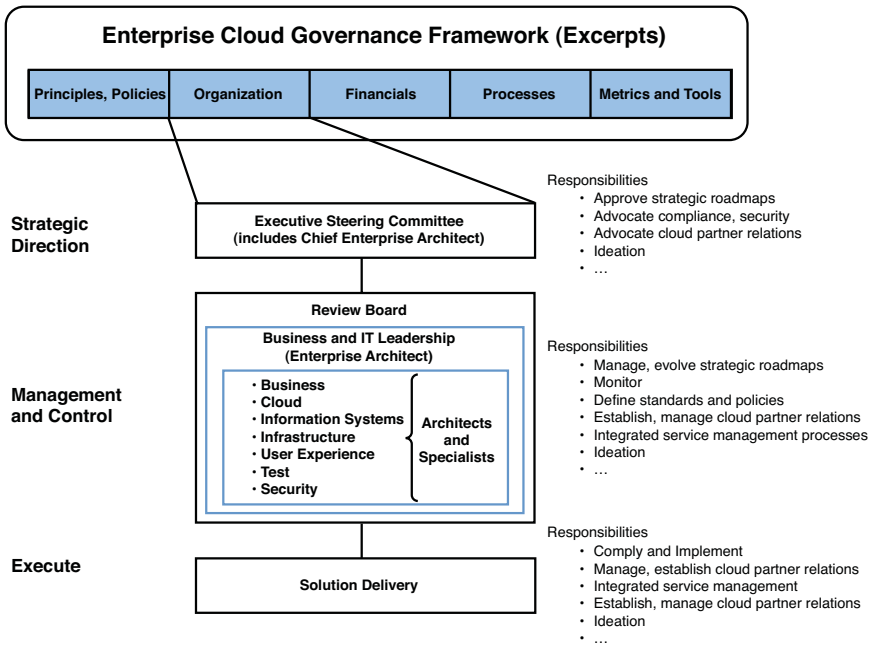 Enterprise Cloud Governance Framework (Excerpts)
Principles, Policies
Organization
Financials
Processes
Metrics and Tools
Strategic
Direction
Executive Steering Committee
(includes Chief Enterprise Architect)
Responsibilities
• Approve strategic roadmaps
• Advocate compliance, security
• Advocate cloud partner relations
• Ideation
• …
Management
and Control
Review Board
Business and IT Leadership
(Enterprise Architect)
• Business
• Cloud
• Information Systems
• Infrastructure
• User Experience
• Test
• Security
Architects
and
Specialists
Responsibilities
• Manage, evolve strategic roadmaps
• Monitor
• Define standards and policies
• Establish, manage cloud partner relations
• Integrated service management processes
• Ideation
• …
Execute
Solution Delivery
Responsibilities
• Comply and Implement
• Manage, establish cloud partner relations
• Integrated service management
• Establish, manage cloud partner relations
• Ideation
• …